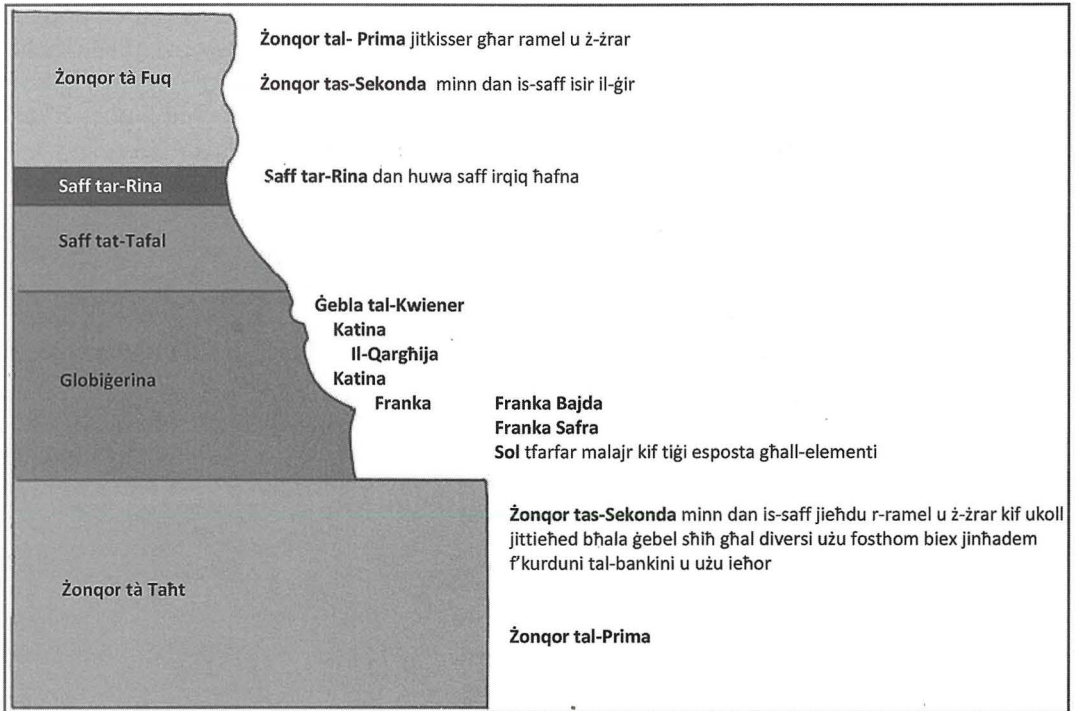 Żonqor tà Fuq
Żonqor tal- Prima jitkisser għar ramel u ż-żrar
Żonqor tas-Sekonda minn dan is-saff isir il-ġir
Saff tar-Rina
Saff tar-Rina dan huwa saff irqiq ħafna
Saff tat-Tafal
Globiġerina
Ġebla tal-Kwiener
Katina
Il-Qargħija
Katina
Franka
Franka Bajda
Franka Safra
Sol tfarfar malajr kif tiġi esposta għall-elementi
Żonqor tà Taħt
Żonqor tas-Sekonda minn dan is-saff jieħdu r-ramel u ż-żrar kif ukoll
jittieħed bħala ġebel sħiħ għal diversi użu fosthom biex jinħadem
f'kurduni tal-bankini u użu ieħor
Żonqor tal-Prima